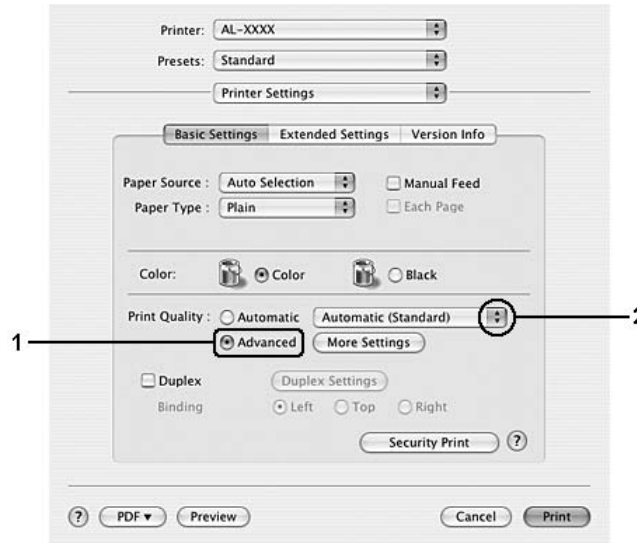 Printer: AL-XXXX
Presets: Standard
Printer Settings
Basic Settings Extended Settings Version Info
Paper Source : Auto Selection Manual Feed
Paper Type : Plain Each Page
Color: Color Black
Print Quality : Automatic Automatic (Standard)
2
1
Advanced More Settings
Duplex Duplex Settings
Binding Left Top Right
Security Print ?
? PDF Preview Cancel Print